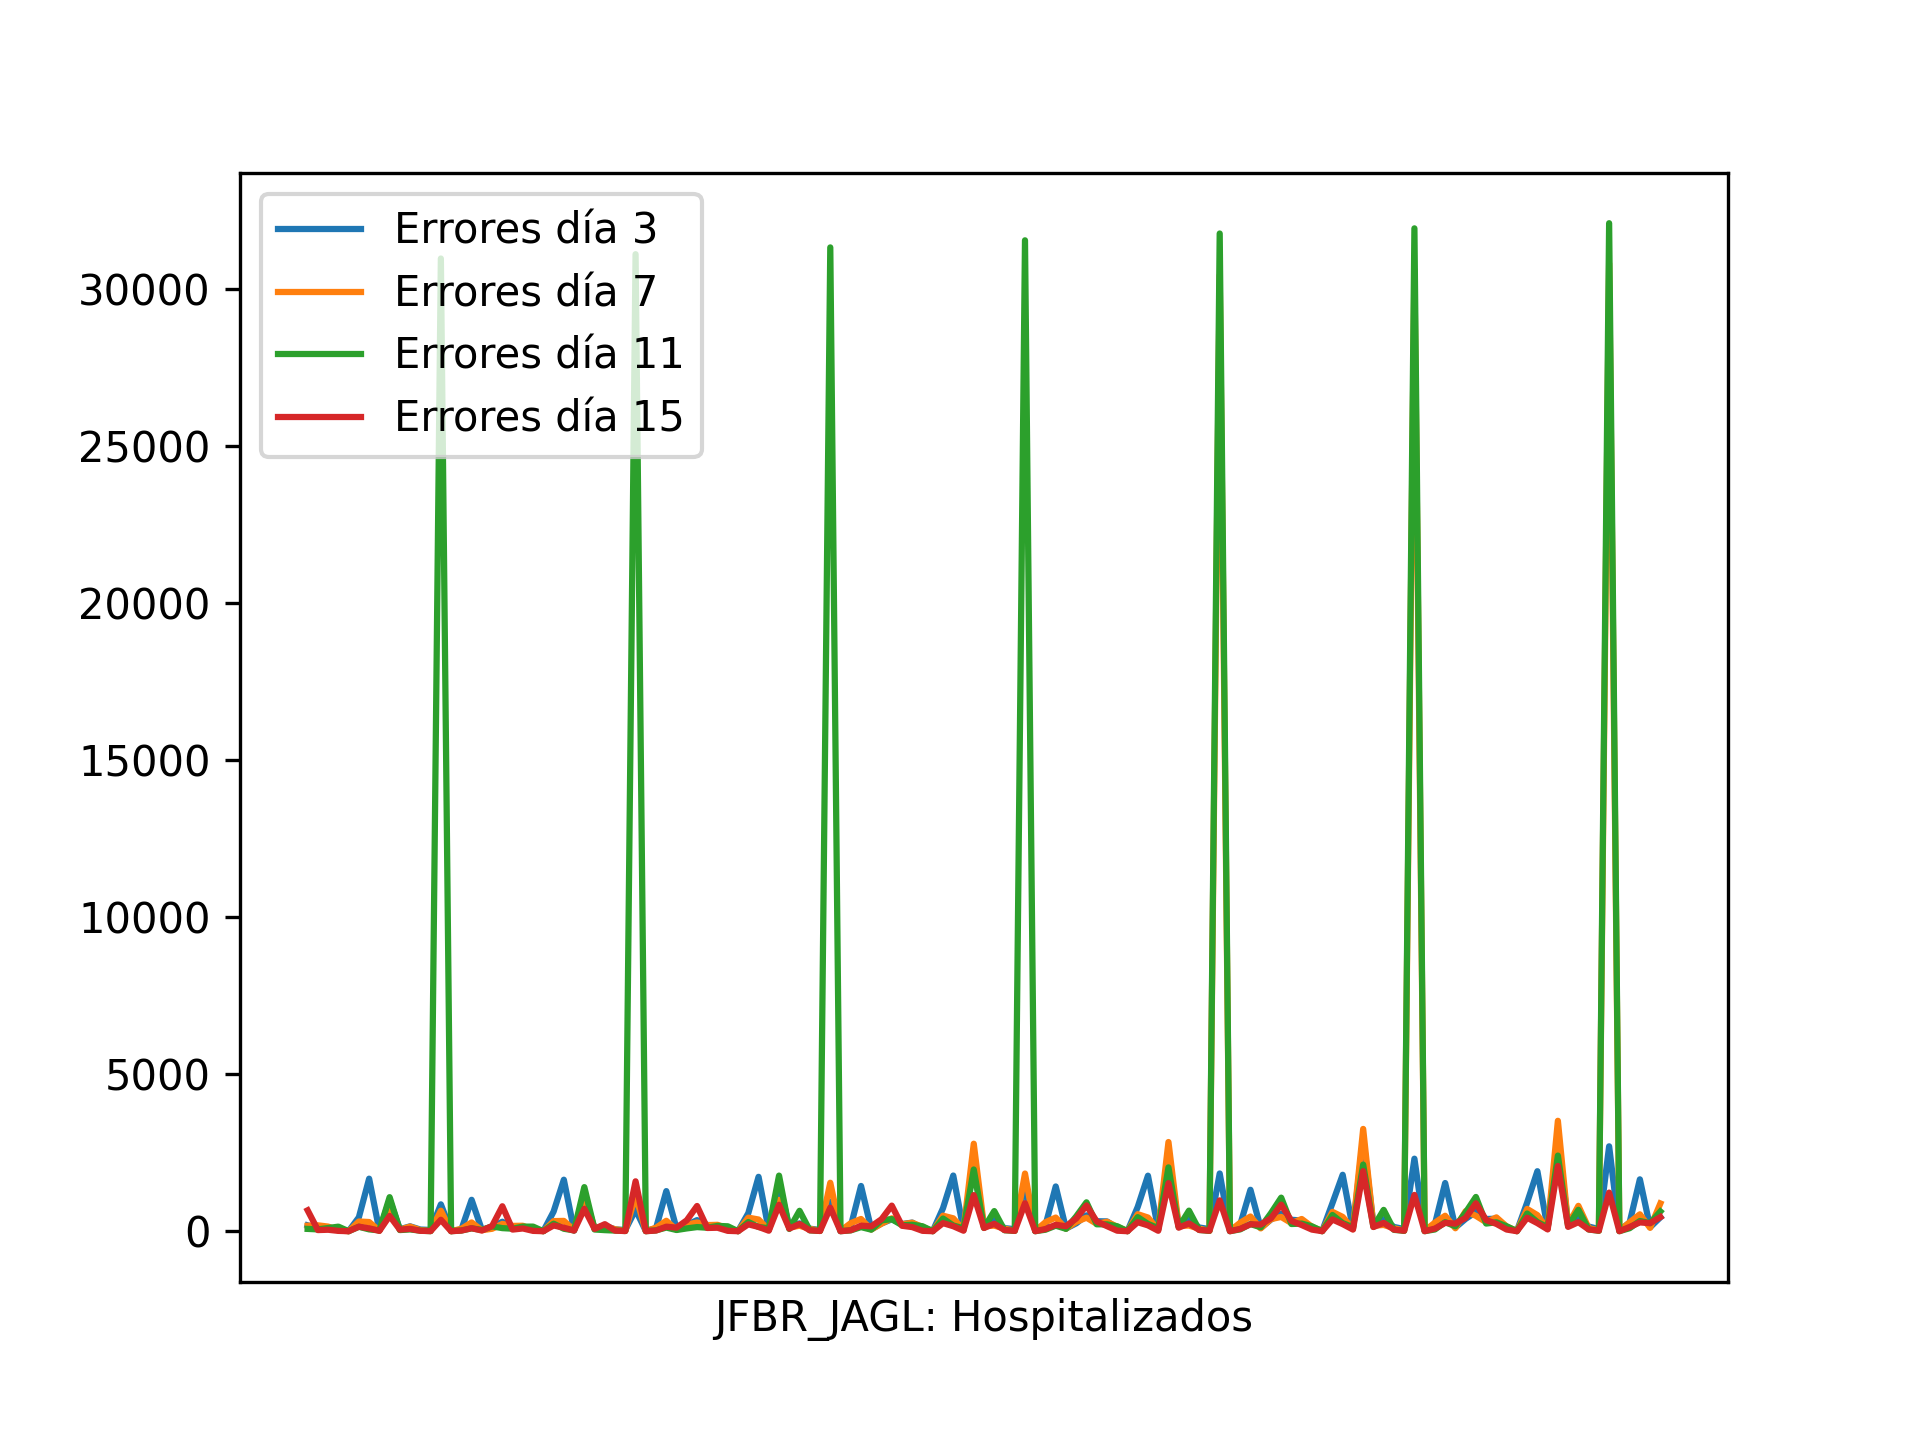 Errores día 3
Errores día 7
Errores día 11
Errores día 15
30000
25000
20000
15000
10000
5000
0
JFBR_JAGL: Hospitalizados